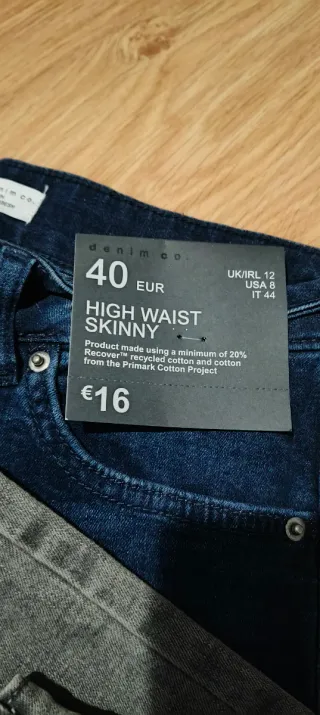 denim co.
40 EUR
UK/IRL 12
USA 8
IT 44
HIGH WAIST
SKINNY
Product made using a minimum of 20%
Recover™ recycled cotton and cotton
from the Primark Cotton Project
€16